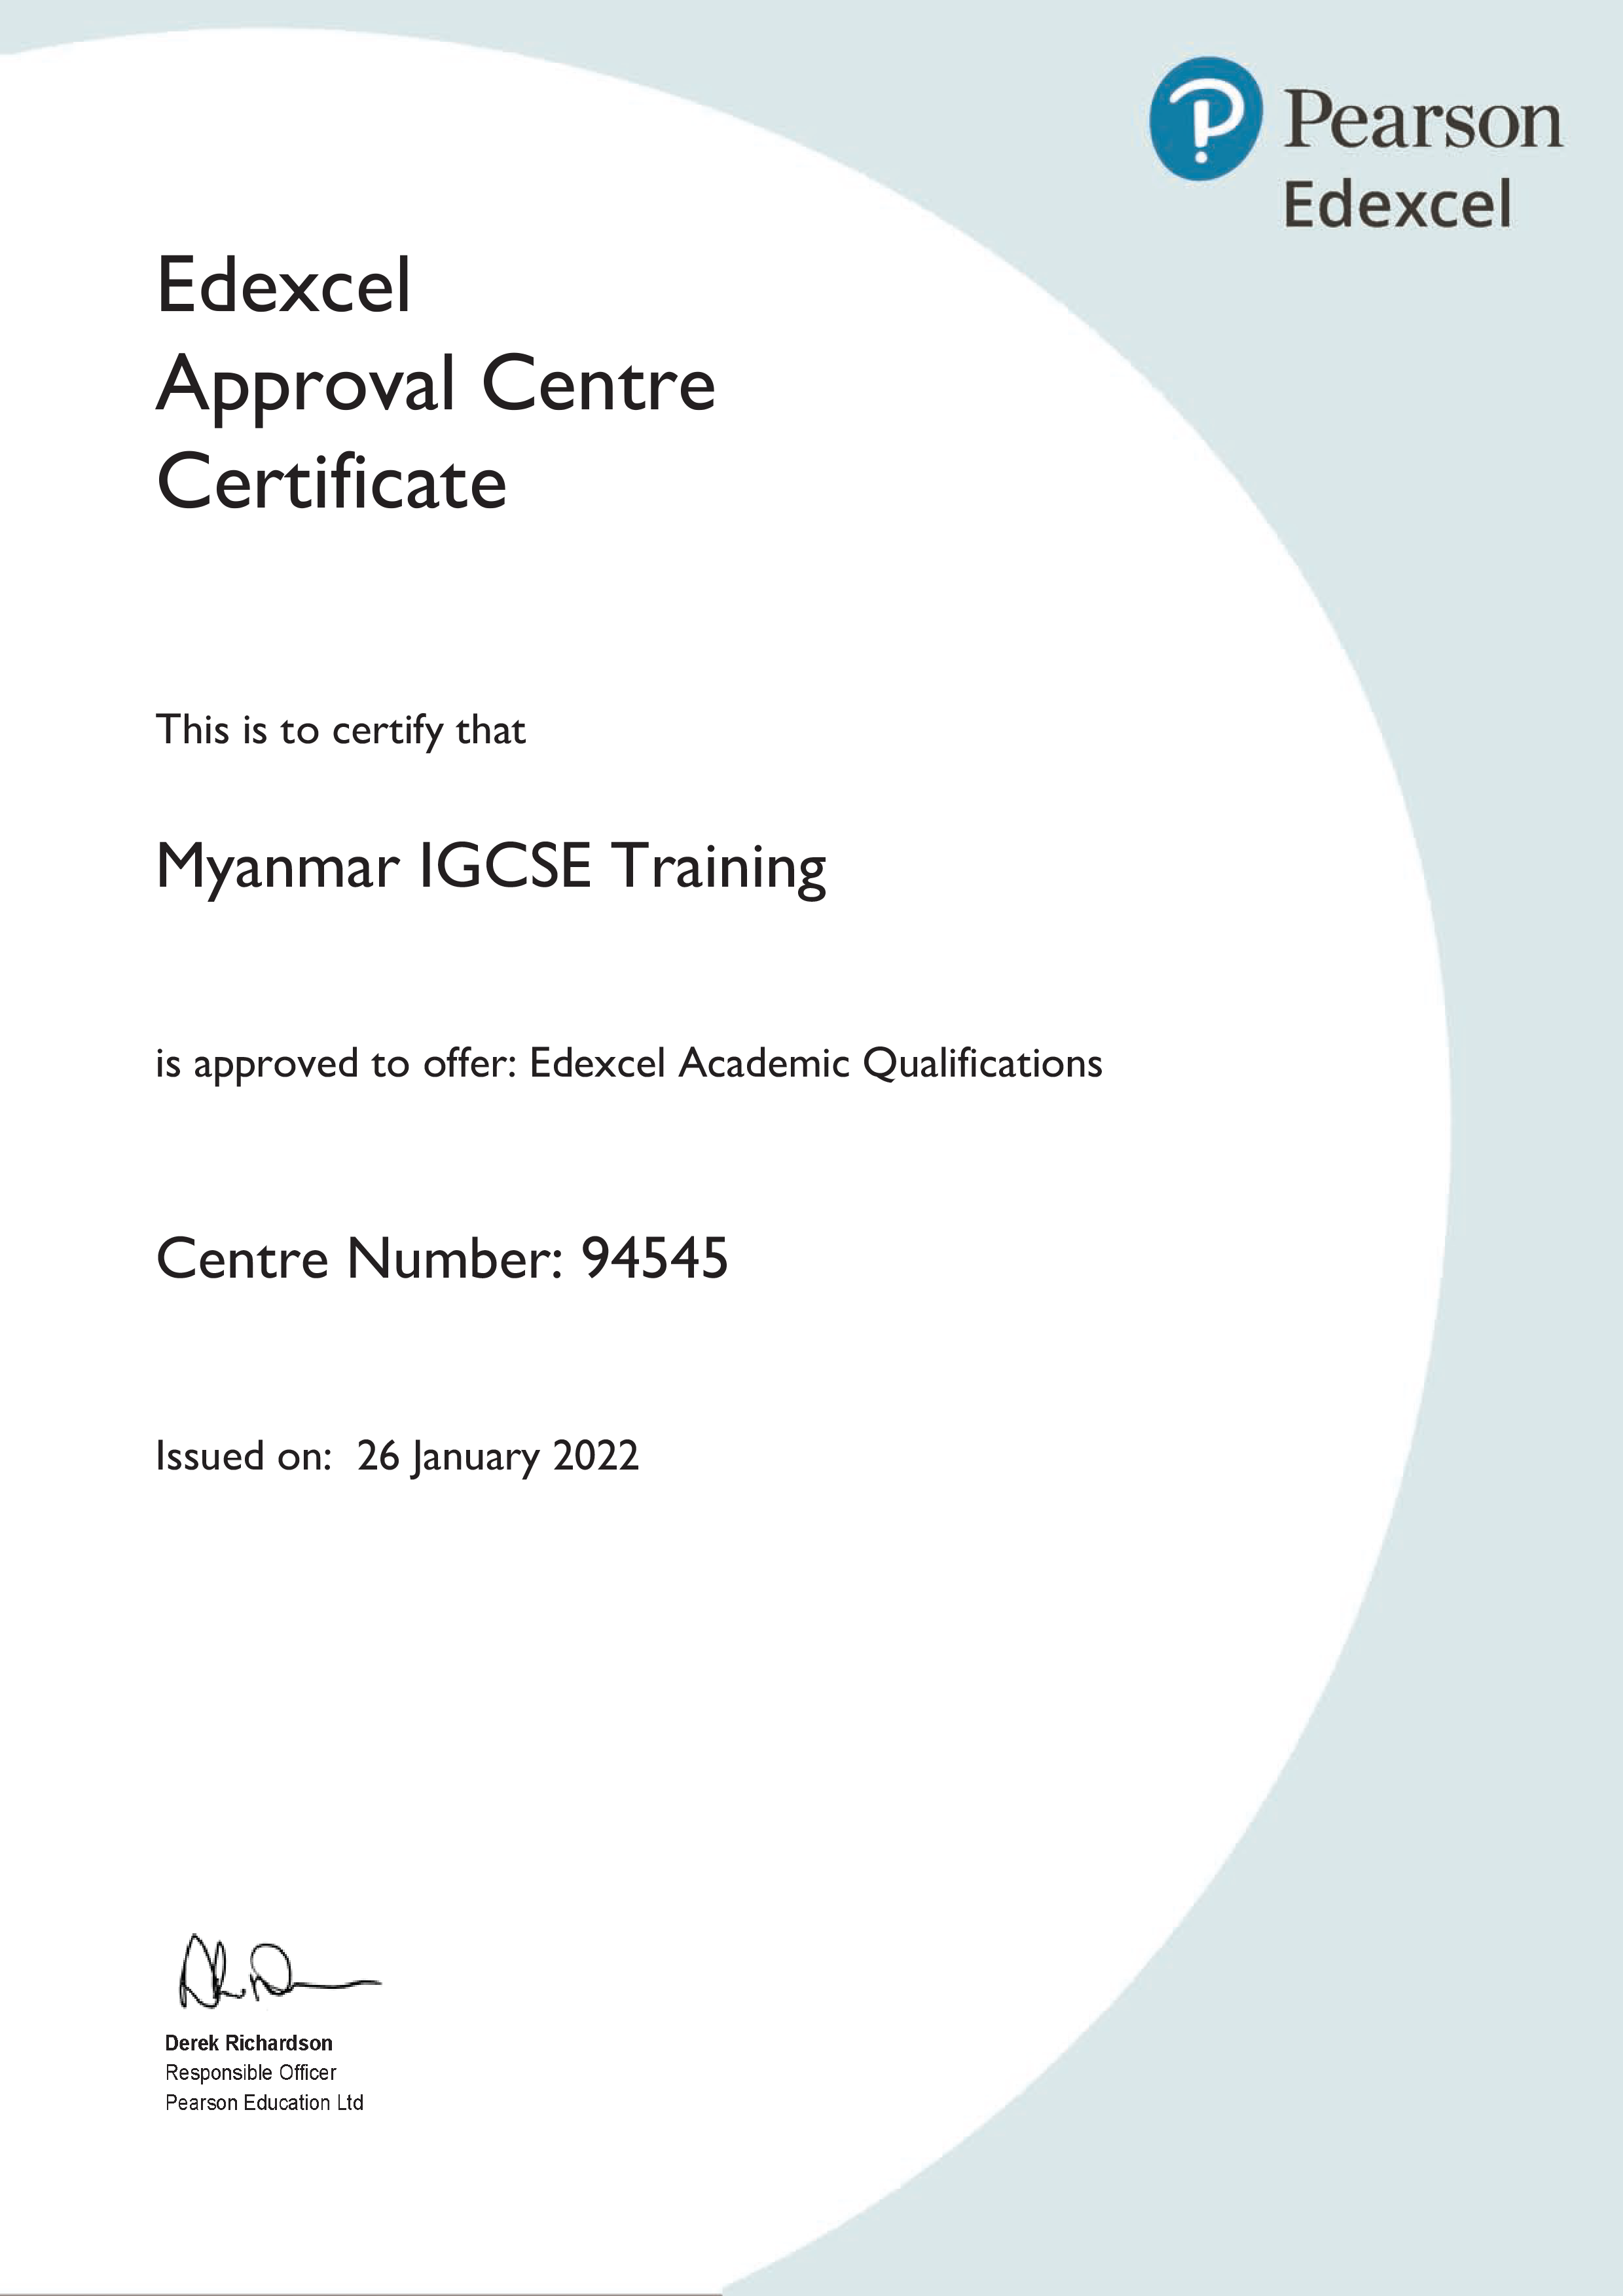 Pearson
Edexcel
Edexcel
Approval Centre
Certificate
This is to certify that
Myanmar IGCSE Training
is approved to offer: Edexcel Academic Qualifications
Centre Number: 94545
Issued on: 26 January 2022
Derek Richardson
Responsible Officer
Pearson Education Ltd